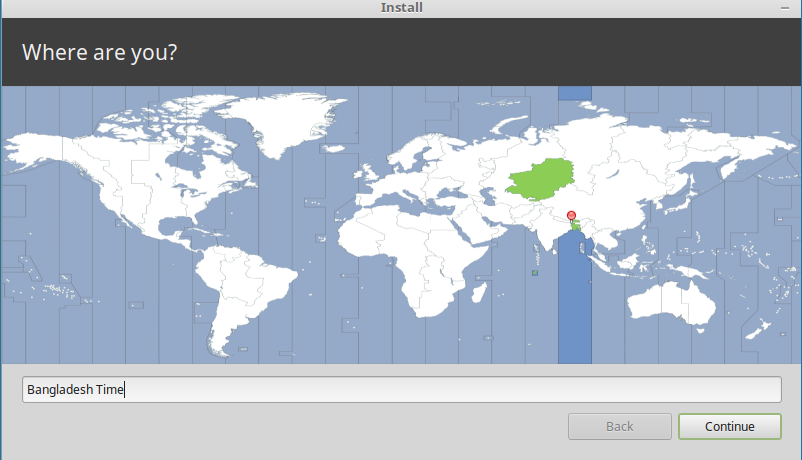 Install
Where are you?
Bangladesh Time
Back
Continue